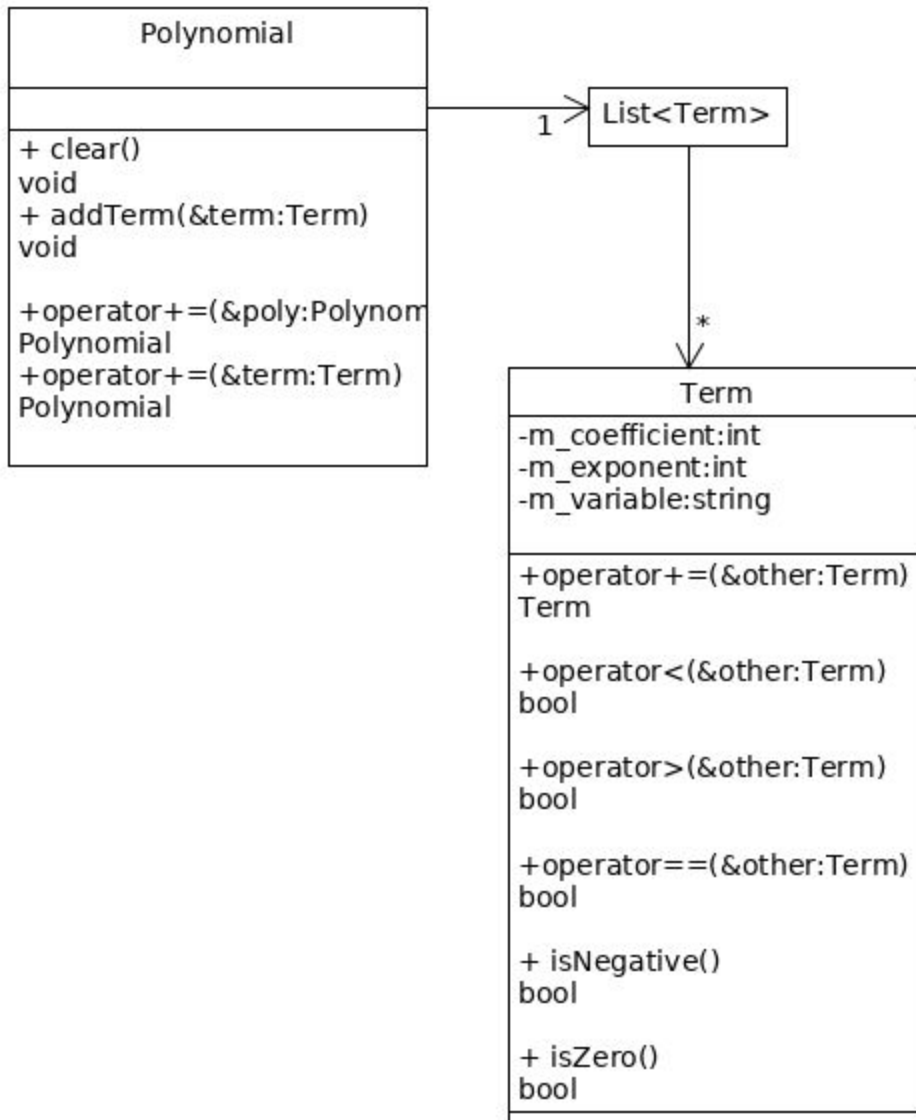 Polynomial
+ clear()
void
+ addTerm(&term:Term)
void
+operator+=(&poly:Polynom
Polynomial
+operator+=(&term:Term)
Polynomial
1
List<Term>
*
Term
-m_coefficient:int
-m_exponent:int
-m_variable:string
+operator+=(&other:Term)
Term
+operator<(&other:Term)
bool
+operator>(&other:Term)
bool
+operator==(&other:Term)
bool
+ isNegative()
bool
+ isZero()
bool